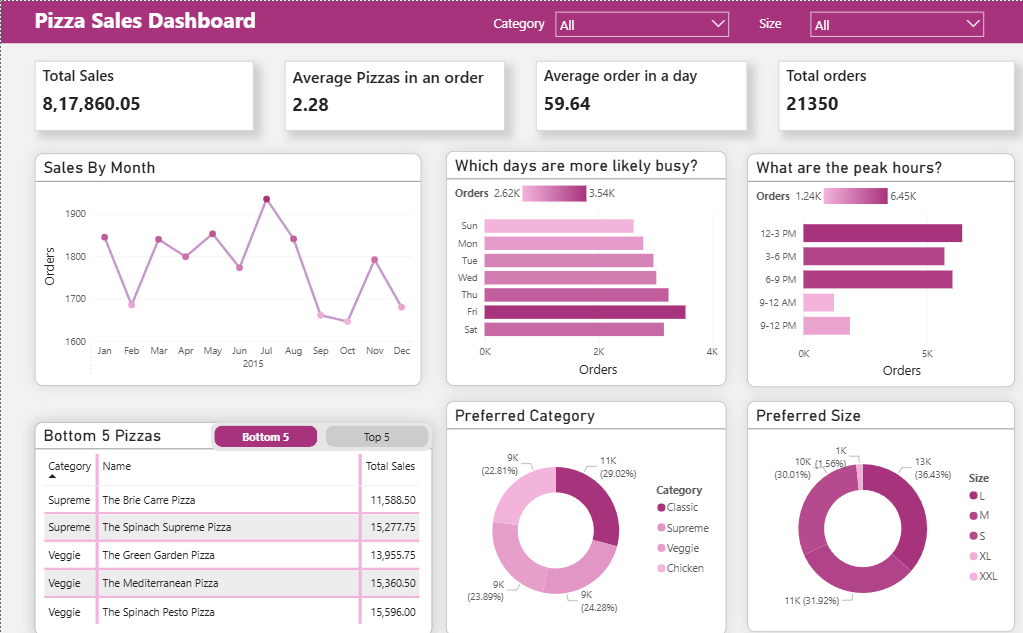 Pizza Sales Dashboard
Category All Size All
Total Sales
8,17,860.05
Average Pizzas in an order
2.28
Average order in a day
59.64
Total orders
21350
Sales By Month
Orders
1900
1800
1700
1600
Jan Feb Mar Apr May Jun Jul Aug Sep Oct Nov Dec
2015
Which days are more likely busy?
Orders 2.62K 3.54K
Sun
Mon
Tue
Wed
Thu
Fri
Sat
0K 2K 4K
Orders
What are the peak hours?
Orders 1.24K 6.45K
12-3 PM
3-6 PM
6-9 PM
9-12 AM
9-12 PM
0K 5K
Orders
Bottom 5 Pizzas Bottom 5 Top 5
Category Name Total Sales
Supreme The Brie Carre Pizza 11,588.50
Supreme The Spinach Supreme Pizza 15,277.75
Veggie The Green Garden Pizza 13,955.75
Veggie The Mediterranean Pizza 15,360.50
Veggie The Spinach Pesto Pizza 15,596.00
Preferred Category
9K
(22.81%)
11K
(29.02%)
9K
(23.89%)
9K
(24.28%)
Category
Classic
Supreme
Veggie
Chicken
Preferred Size
1K
(1.56%)
10K
(30.01%)
13K
(36.43%)
11K (31.92%)
Size
L
M
S
XL
XXL